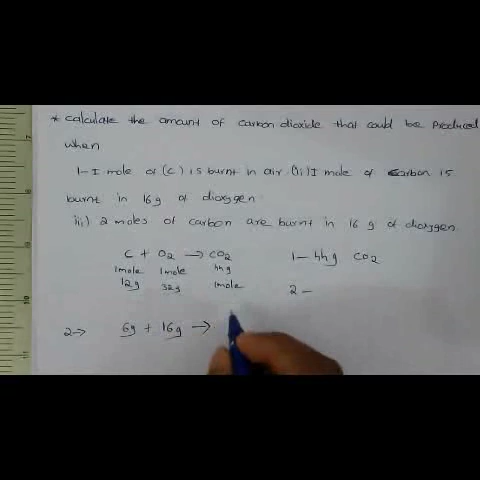 * calculate the amount of carbon dioxide that could be produced
when
1- I mole of (c) is burnt in air. (ii) I mole of carbon is
burnt in 16g of dioxygen
iii) 2 moles of carbon are burnt in 16 g of dioxygen
C + O2 → CO2 1- 44g CO2
1mole 1mole 44g
12g 32g 1mole 2 -
2→ 6g + 16g →